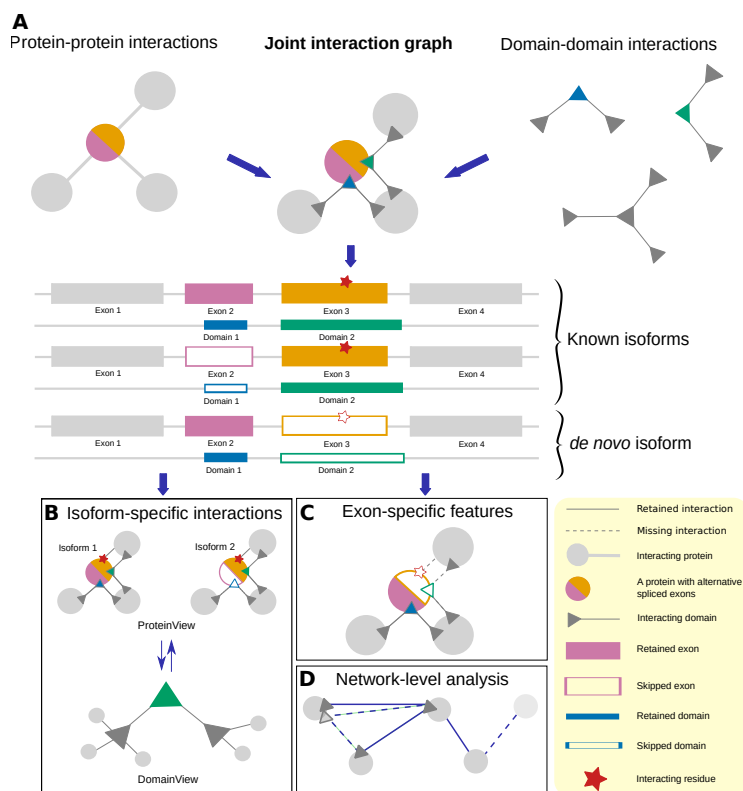 A
Protein-protein interactions
Joint interaction graph
Domain-domain interactions
Exon 1
Exon 2
Exon 3
Exon 4
Domain 1
Domain 2
Exon 1
Exon 2
Exon 3
Exon 4
Domain 1
Domain 2
Known isoforms
Exon 1
Exon 2
Exon 3
Exon 4
Domain 1
Domain 2
de novo isoform
B Isoform-specific interactions
Isoform 1
Isoform 2
ProteinView
DomainView
C Exon-specific features
D Network-level analysis
Retained interaction
Missing interaction
Interacting protein
A protein with alternative
spliced exons
Interacting domain
Retained exon
Skipped exon
Retained domain
Skipped domain
Interacting residue